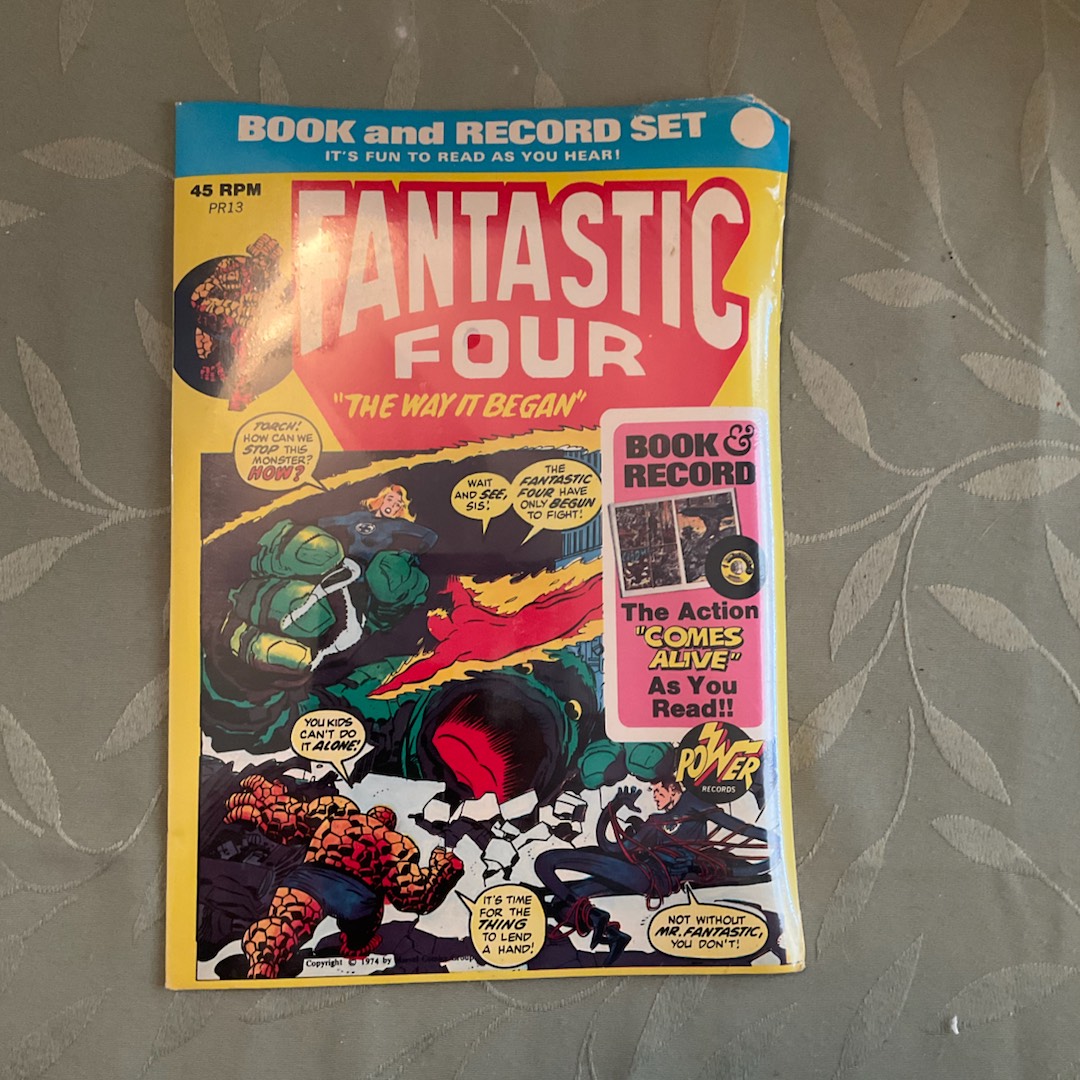 BOOK and RECORD SET
IT'S FUN TO READ AS YOU HEAR!
45 RPM
PR13
FANTASTIC
FOUR
"THE WAY IT BEGAN"
TORCH!
HOW CAN WE
STOP THIS
MONSTER?
HOW?
WAIT
AND SEE,
SIS!
THE
FANTASTIC
FOUR HAVE
ONLY BEGUN
TO FIGHT!
BOOK &
RECORD
The Action
"COMES
ALIVE"
As You
Read!!
POWER
RECORDS
YOU KIDS
CAN'T DO
IT ALONE!
IT'S TIME
FOR THE
THING
TO LEND
A HAND!
NOT WITHOUT
MR. FANTASTIC,
YOU DON'T!
Copyright © 1974 by Marvel Comics Group